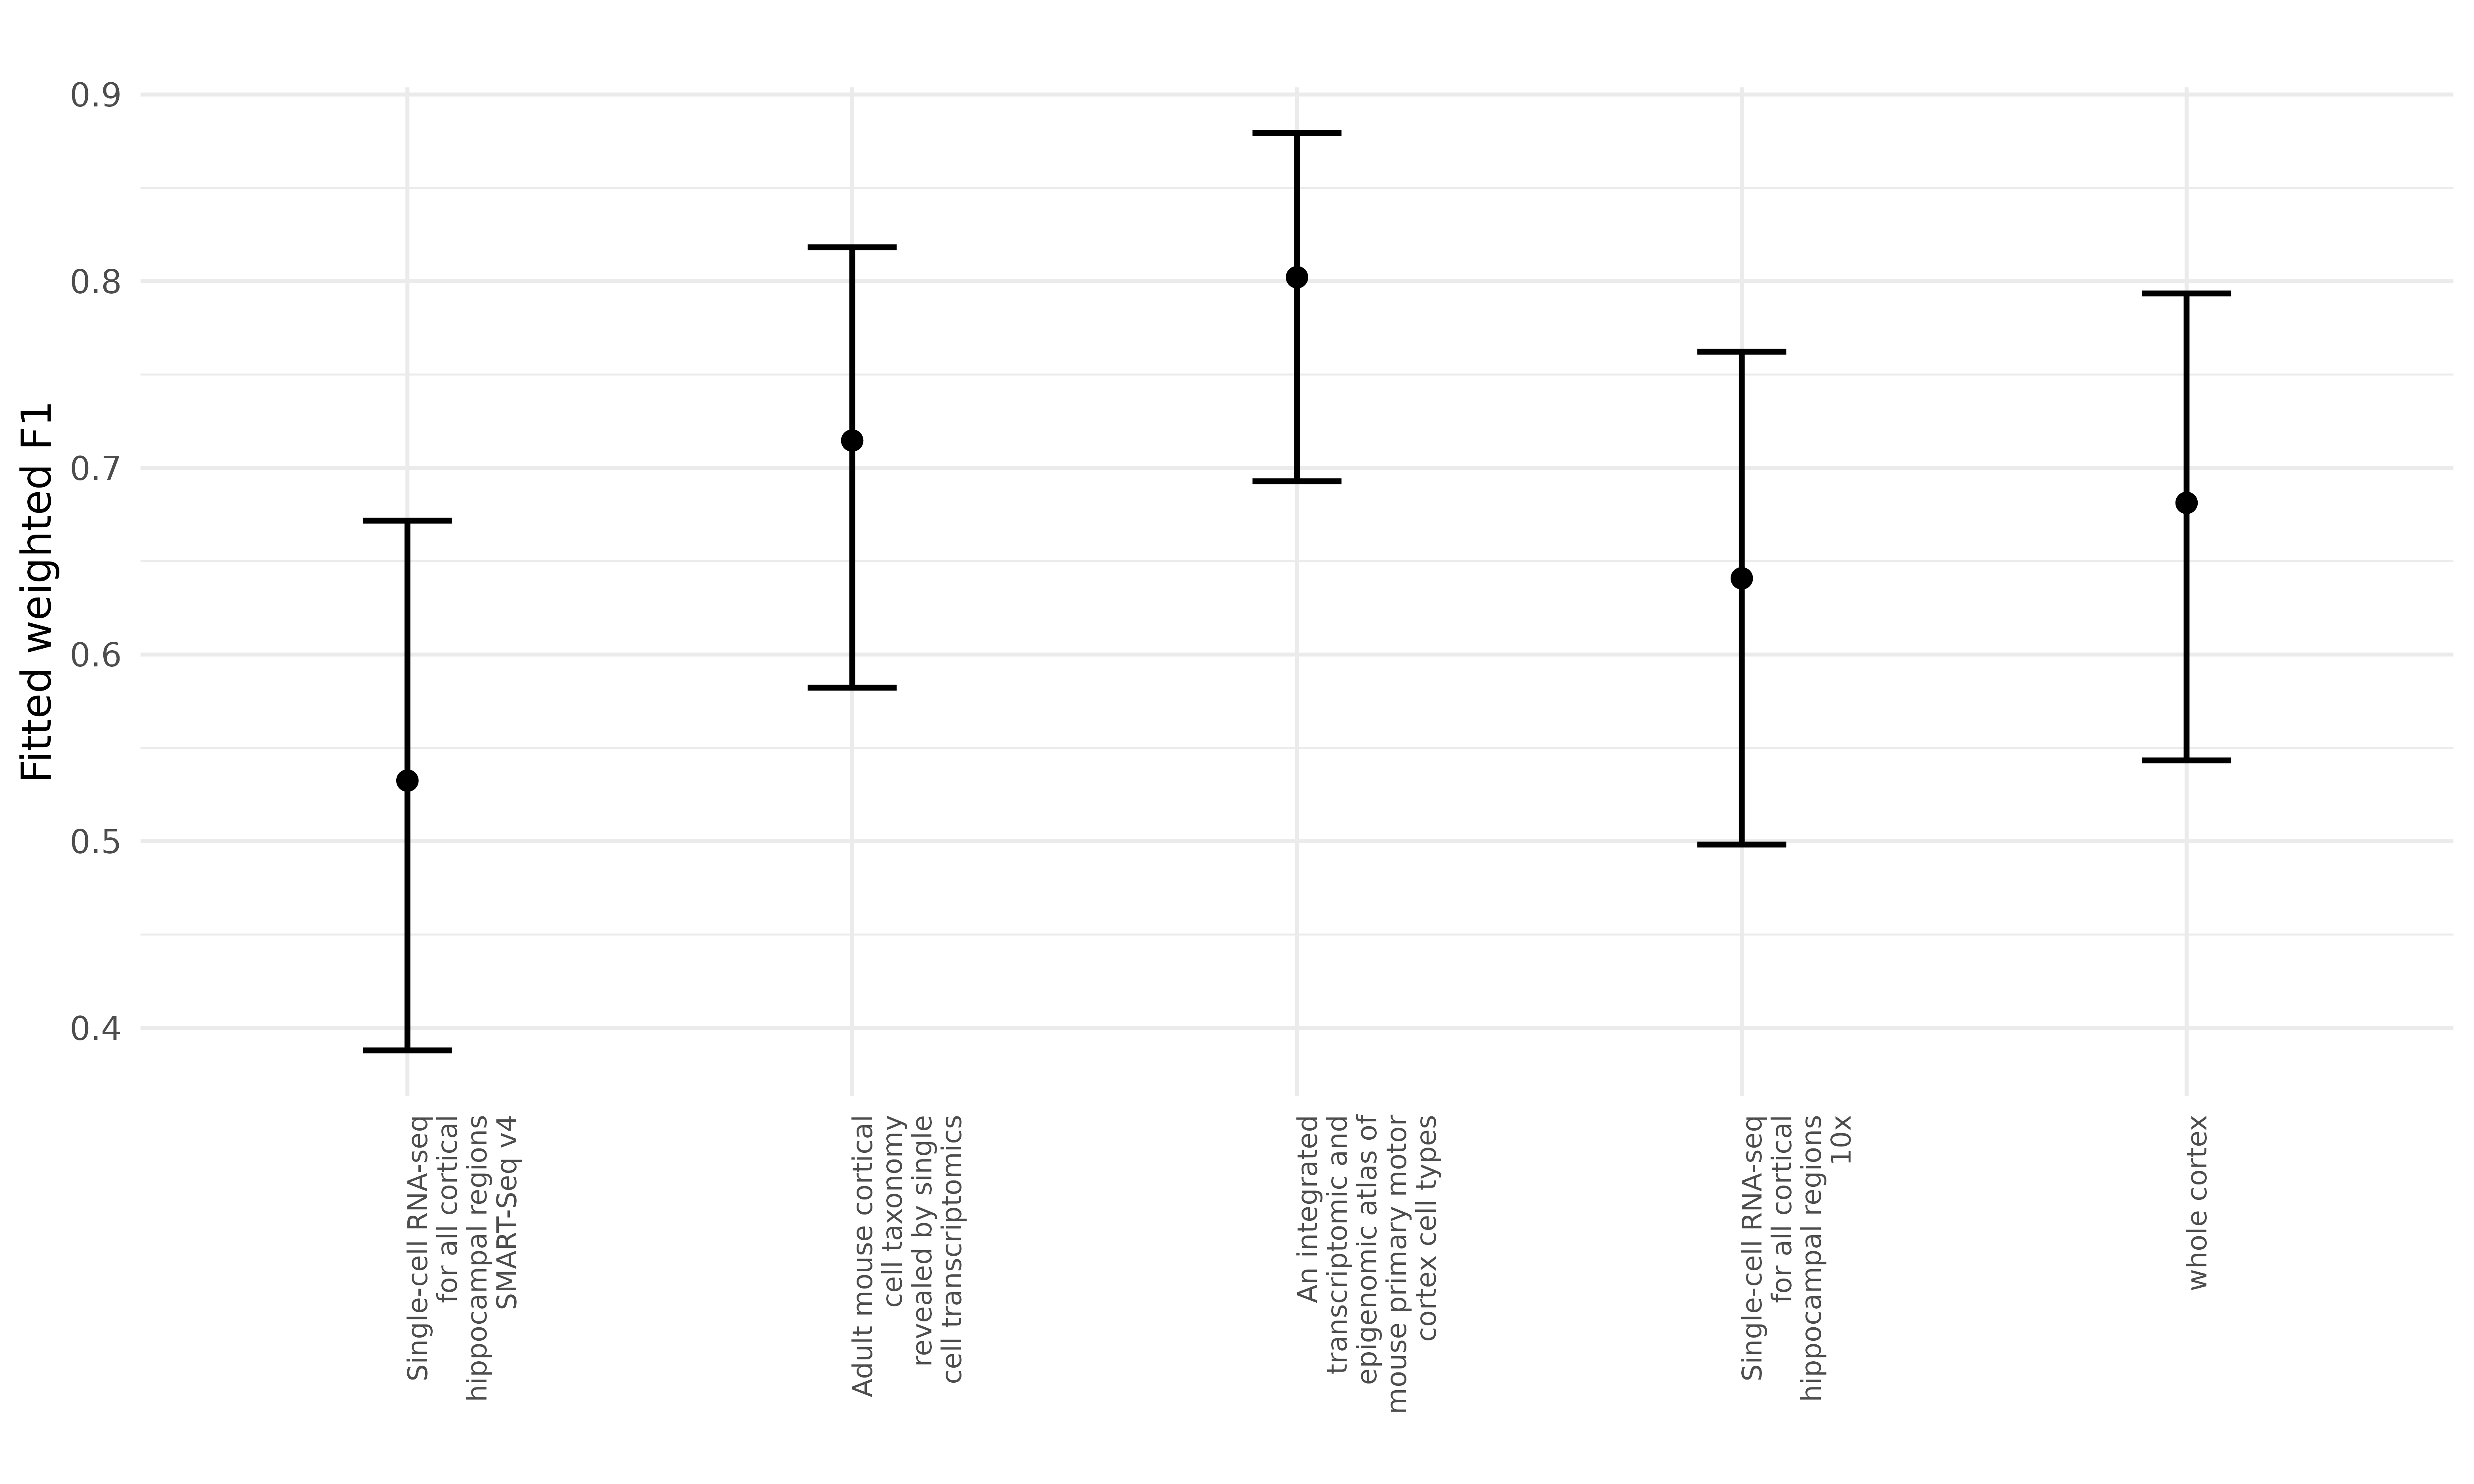 Fitted weighted F1
0.9
0.8
0.7
0.6
0.5
0.4
Single-cell RNA-seq
for all cortical
hippocampal regions
SMART-Seq v4
Adult mouse cortical
cell taxonomy
revealed by single
cell transcriptomics
An integrated
transcriptomic and
epigenomic atlas of
mouse primary motor
cortex cell types
Single-cell RNA-seq
for all cortical
hippocampal regions
10x
whole cortex